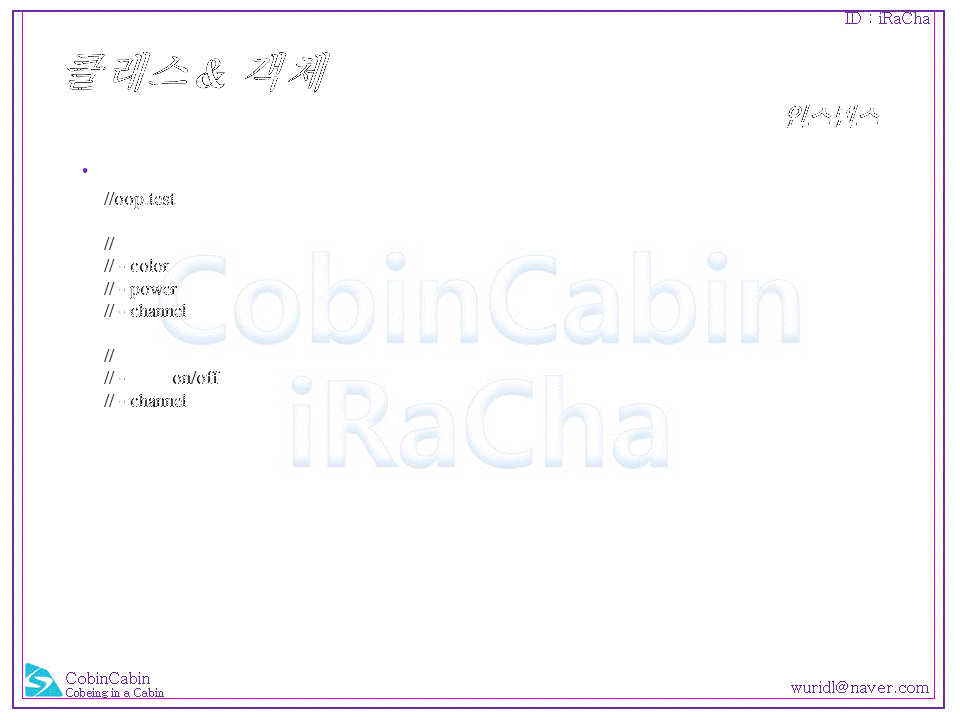 ID : iRaCha
클래스 & 객체
인스턴스
•
//oop.test
//
// - color
// - power
// - channel
//
// - on/off
// - channel
CobinCabin
iRaCha
CobinCabin
Cobeing in a Cabin
wuridl@naver.com